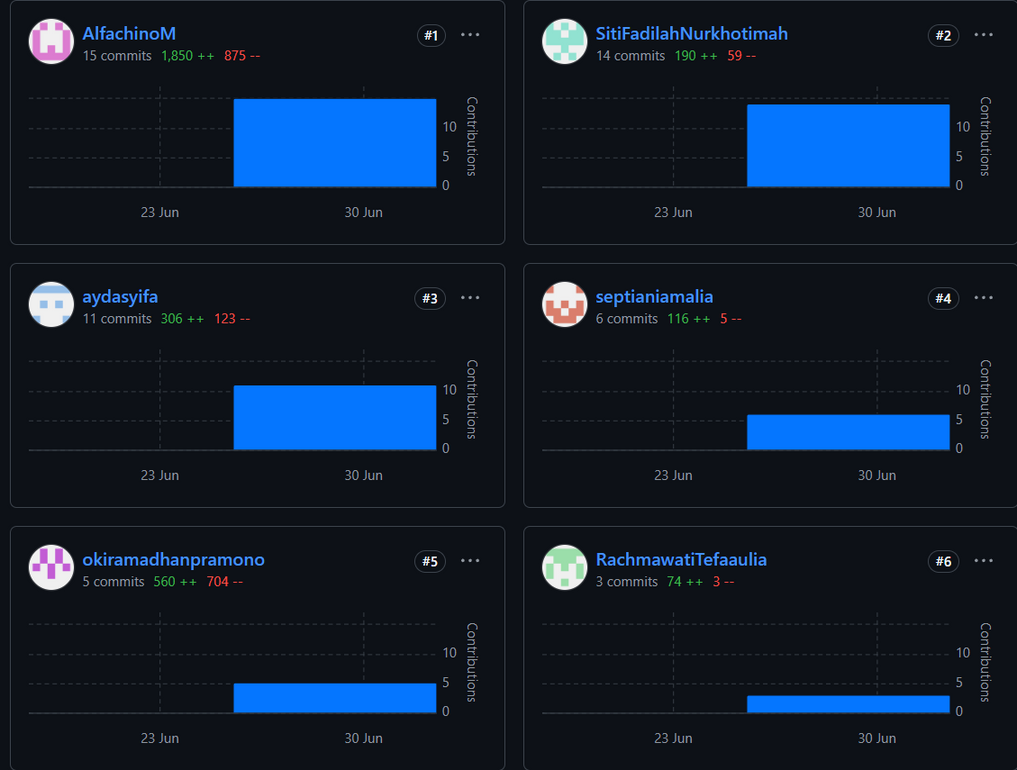 AlfachinoM #1 ···
15 commits 1,850 ++ 875 --
10
5
0
Contributions
23 Jun 30 Jun
SitiFadilahNurkhotimah #2 ···
14 commits 190 ++ 59 --
10
5
0
Contributions
23 Jun 30 Jun
aydasyifa #3 ···
11 commits 306 ++ 123 --
10
5
0
Contributions
23 Jun 30 Jun
septianiamalia #4 ···
6 commits 116 ++ 5 --
10
5
0
Contributions
23 Jun 30 Jun
okiramadhanpramono #5 ···
5 commits 560 ++ 704 --
10
5
0
Contributions
23 Jun 30 Jun
RachmawatiTefaaulia #6 ···
3 commits 74 ++ 3 --
10
5
0
Contributions
23 Jun 30 Jun